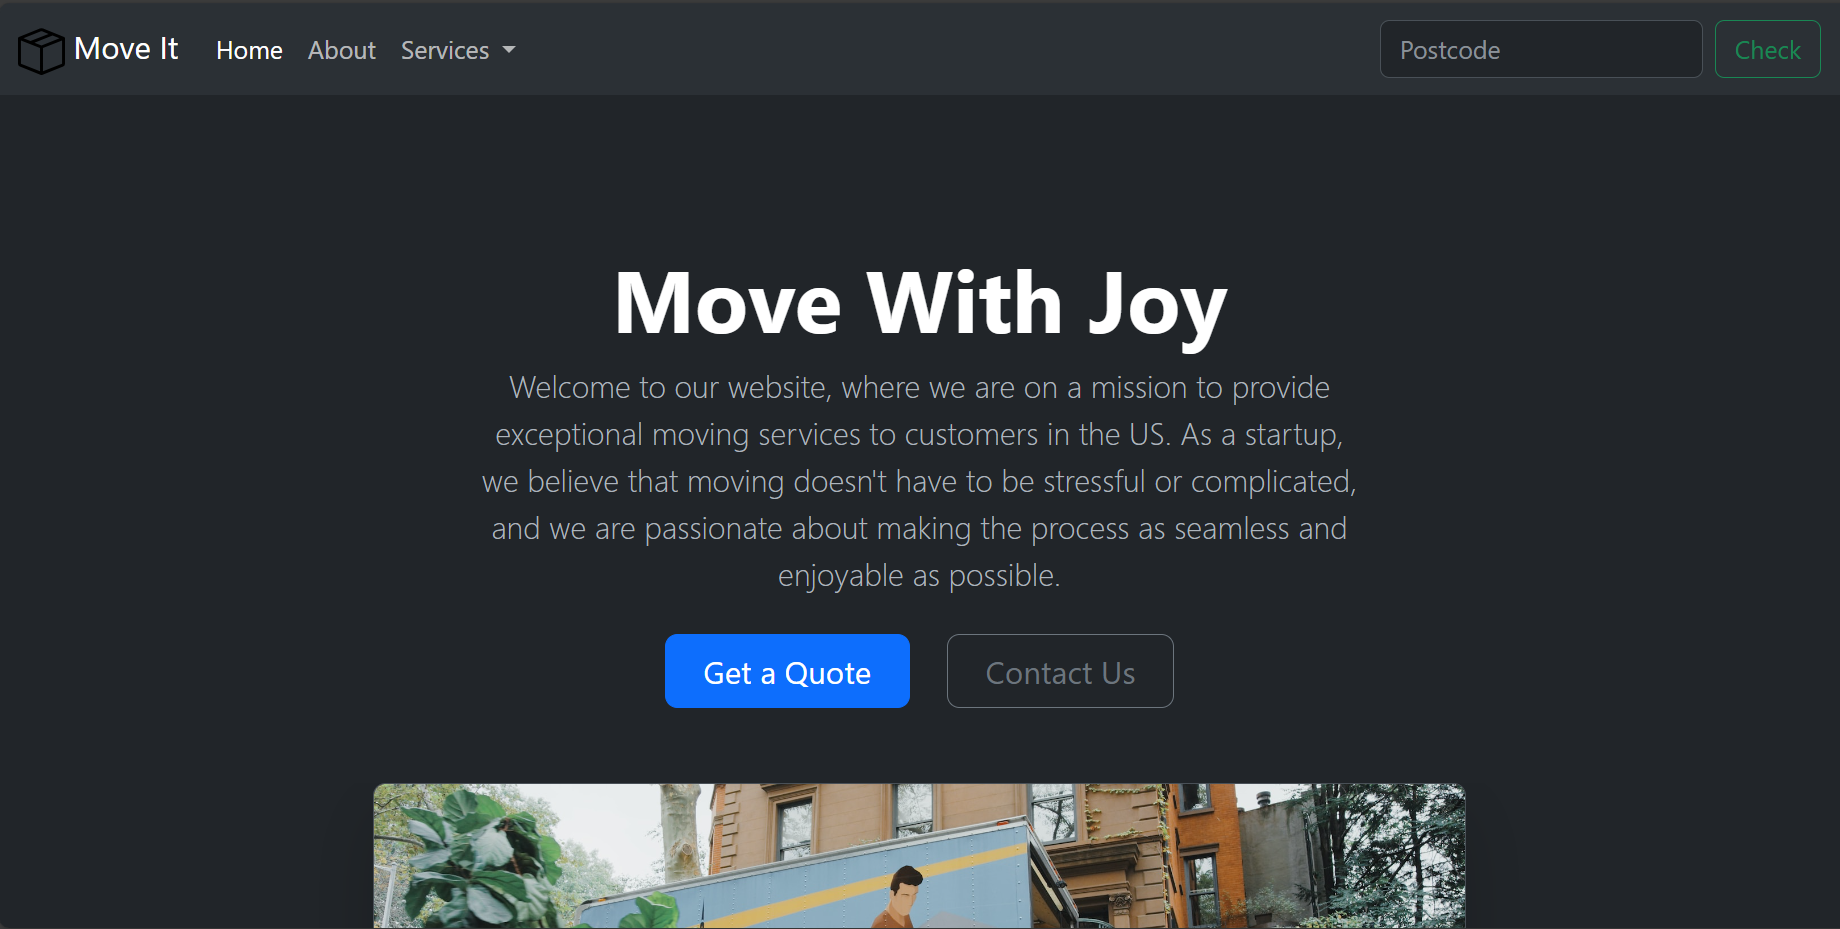 Move It
Home
About
Services
Postcode
Check
Move With Joy
Welcome to our website, where we are on a mission to provide
exceptional moving services to customers in the US. As a startup,
we believe that moving doesn't have to be stressful or complicated,
and we are passionate about making the process as seamless and
enjoyable as possible.
Get a Quote
Contact Us